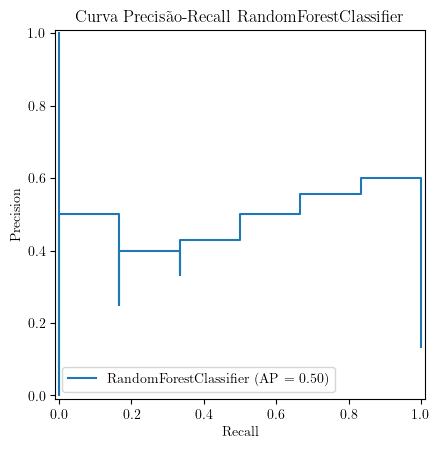 Curva Precisão-Recall RandomForestClassifier
1.0
0.8
0.6
0.4
0.2
0.0
Precision
RandomForestClassifier (AP = 0.50)
0.0 0.2 0.4 0.6 0.8 1.0
Recall